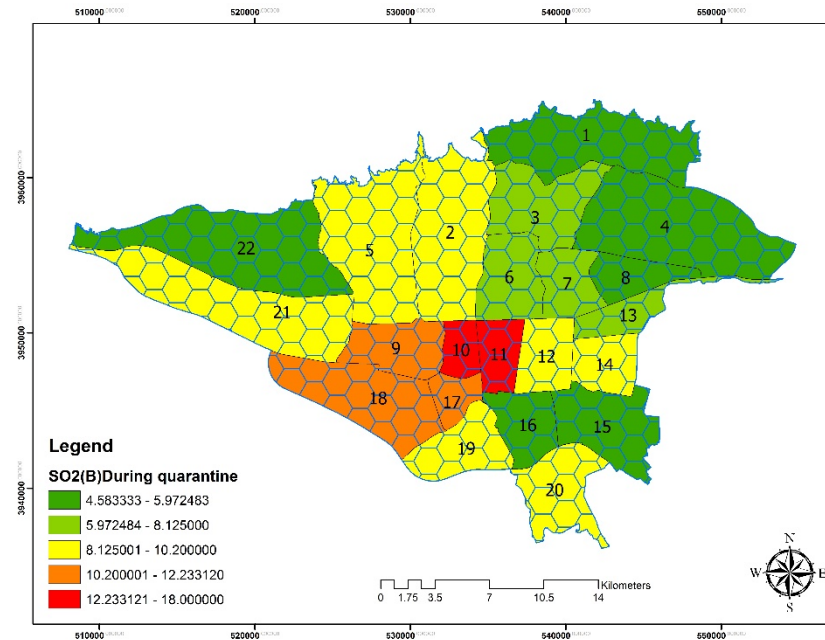 510000 520000 530000 540000 550000
3960000
3950000
3940000
1
3
4
2
5
22
6
7
8
21
13
9
10
11
12
14
18
17
16
15
19
20
Legend
SO2(B)During quarantine
4.583333 - 5.972483
5.972484 - 8.125000
8.125001 - 10.200000
10.200001 - 12.233120
12.233121 - 18.000000
Kilometers
0 1.75 3.5 7 10.5 14
N
W E
S
510000 520000 530000 540000 550000